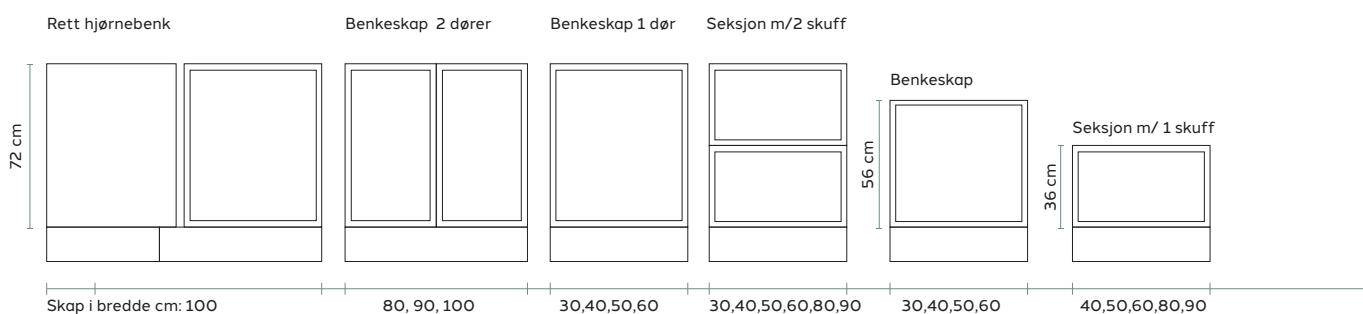 Rett hjørnebenk
Benkeskap 2 dører
Benkeskap 1 dør
Seksjon m/2 skuff
Benkeskap
Seksjon m/ 1 skuff
72 cm
56 cm
36 cm
Skap i bredde cm: 100
80, 90, 100
30,40,50,60
30,40,50,60,80,90
30,40,50,60
40,50,60,80,90